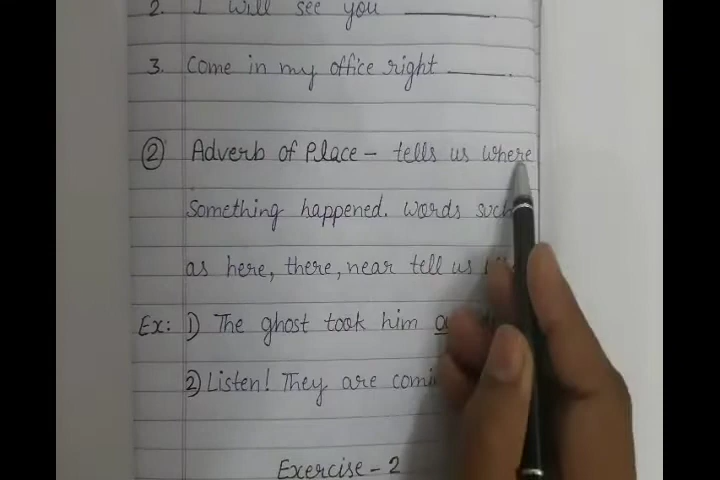 2. I will see you ______.
3. Come in my office right ______.
② Adverb of Place – tells us where
Something happened. Words such
as here, there, near tell us
Ex: 1) The ghost took him
2) Listen! They are
Exercise - 2